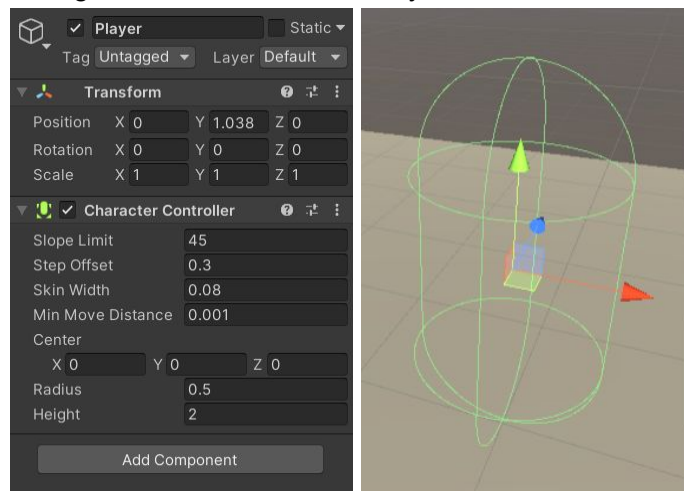 Player Static
Tag Untagged Layer Default
Transform
Position X 0 Y 1.038 Z 0
Rotation X 0 Y 0 Z 0
Scale X 1 Y 1 Z 1
Character Controller
Slope Limit 45
Step Offset 0.3
Skin Width 0.08
Min Move Distance 0.001
Center
X 0 Y 0 Z 0
Radius 0.5
Height 2
Add Component